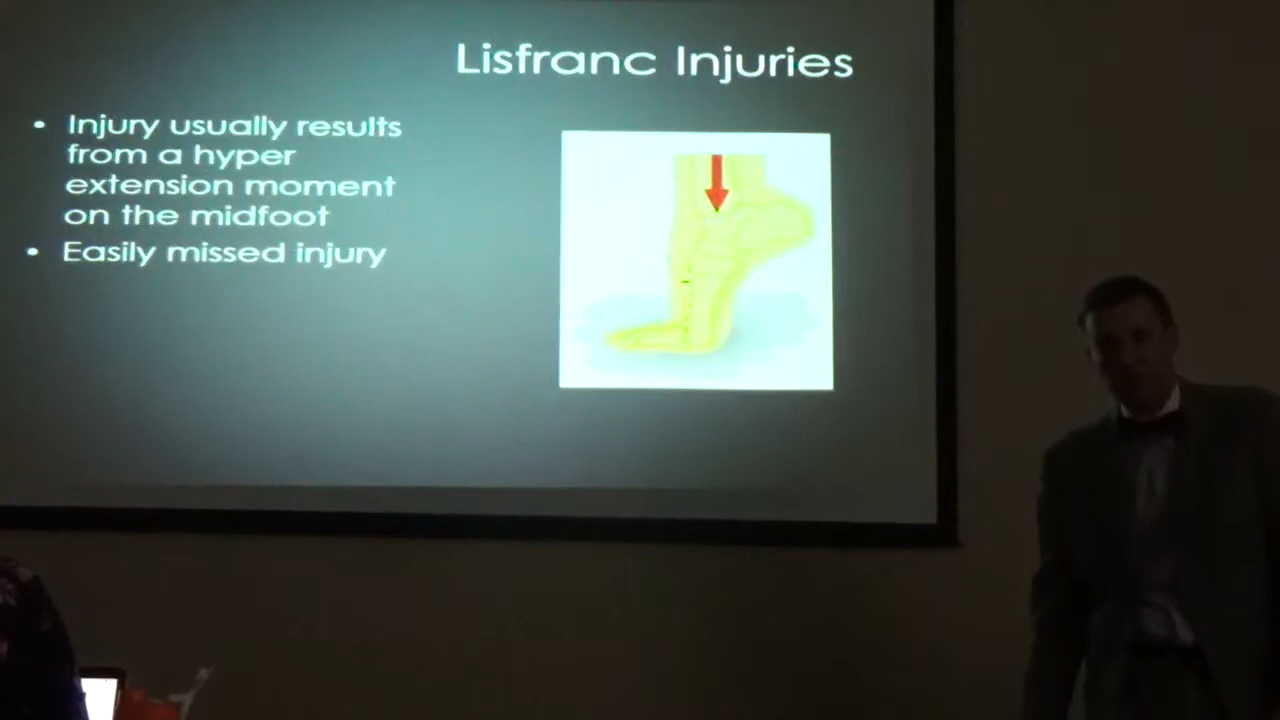 Lisfranc Injuries
• Injury usually results
from a hyper
extension moment
on the midfoot
• Easily missed injury